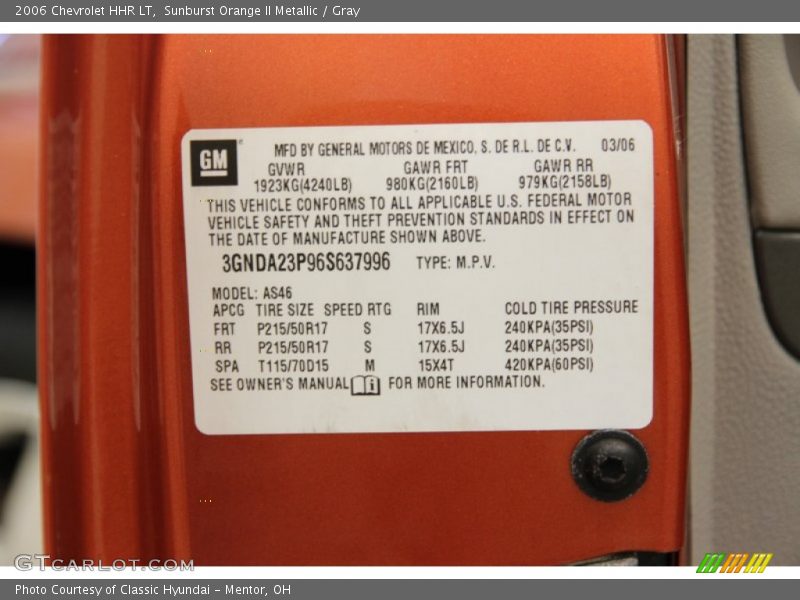 2006 Chevrolet HHR LT, Sunburst Orange II Metallic / Gray
GM MFD BY GENERAL MOTORS DE MEXICO, S. DE R.L. DE C.V. 03/06
GVWR GAWR FRT GAWR RR
1923KG(4240LB) 980KG(2160LB) 979KG(2158LB)
THIS VEHICLE CONFORMS TO ALL APPLICABLE U.S. FEDERAL MOTOR
VEHICLE SAFETY AND THEFT PREVENTION STANDARDS IN EFFECT ON
THE DATE OF MANUFACTURE SHOWN ABOVE.
3GNDA23P96S637996 TYPE: M.P.V.
MODEL: AS46
APCG TIRE SIZE SPEED RTG RIM COLD TIRE PRESSURE
FRT P215/50R17 S 17X6.5J 240KPA(35PSI)
RR P215/50R17 S 17X6.5J 240KPA(35PSI)
SPA T115/70D15 M 15X4T 420KPA(60PSI)
SEE OWNER'S MANUAL FOR MORE INFORMATION.
GTCARLOT.COM
Photo Courtesy of Classic Hyundai - Mentor, OH